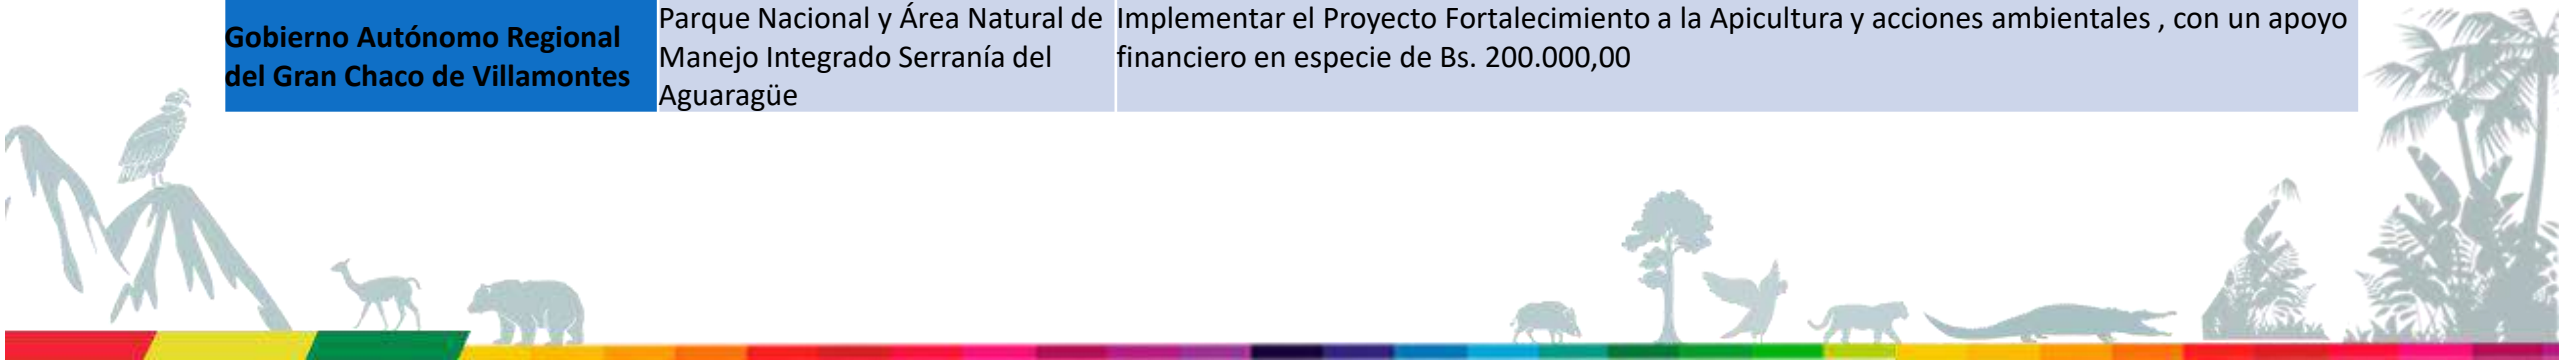 Gobierno Autónomo Regional
del Gran Chaco de Villamontes
Parque Nacional y Área Natural de
Manejo Integrado Serranía del
Aguaragüe
Implementar el Proyecto Fortalecimiento a la Apicultura y acciones ambientales , con un apoyo
financiero en especie de Bs. 200.000,00